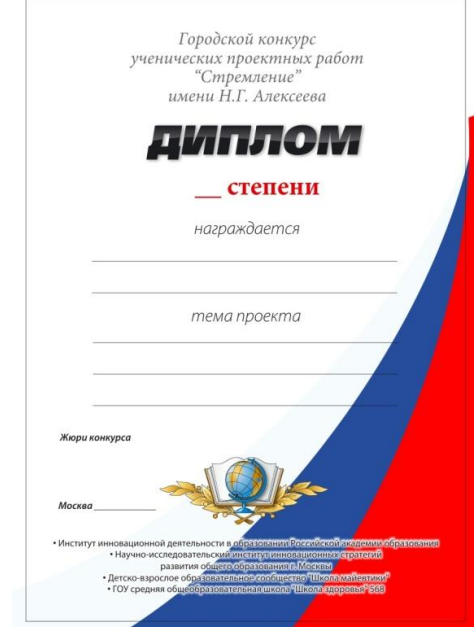 Городской конкурс
ученических проектных работ
“Стремление”
имени Н.Г. Алексеева
ДИПЛОМ
__ степени
награждается
тема проекта
Жюри конкурса
Москва____________
• Институт инновационной деятельности в образовании Российской академии образования
• Научно-исследовательский институт инновационных стратегий
развития общего образования г. Москвы
• Детско-взрослое образовательное сообщество "Школа майевтики"
• ГОУ средняя общеобразовательная школа "Школа здоровья" 568